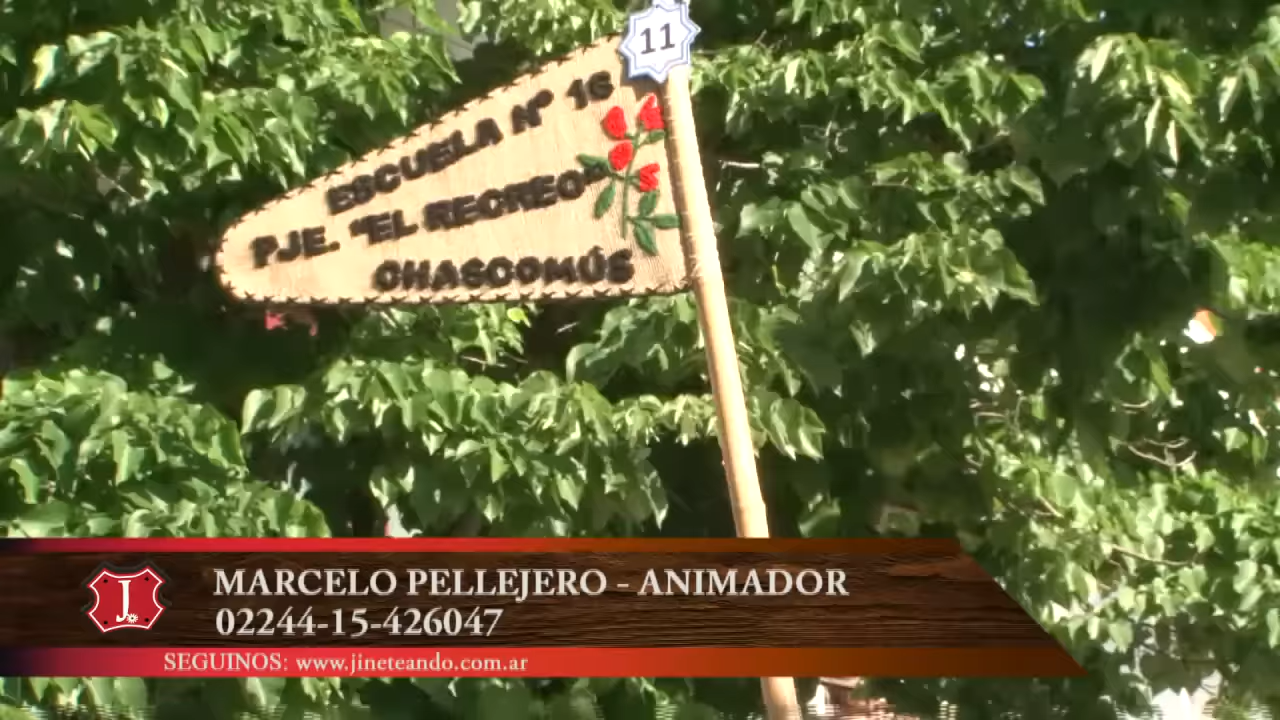 11
ESCUELA Nº 16
PJE. "EL RECREO"
CHASCOMÚS
J.
MARCELO PELLEJERO - ANIMADOR
02244-15-426047
SEGUINOS: www.jineteando.com.ar